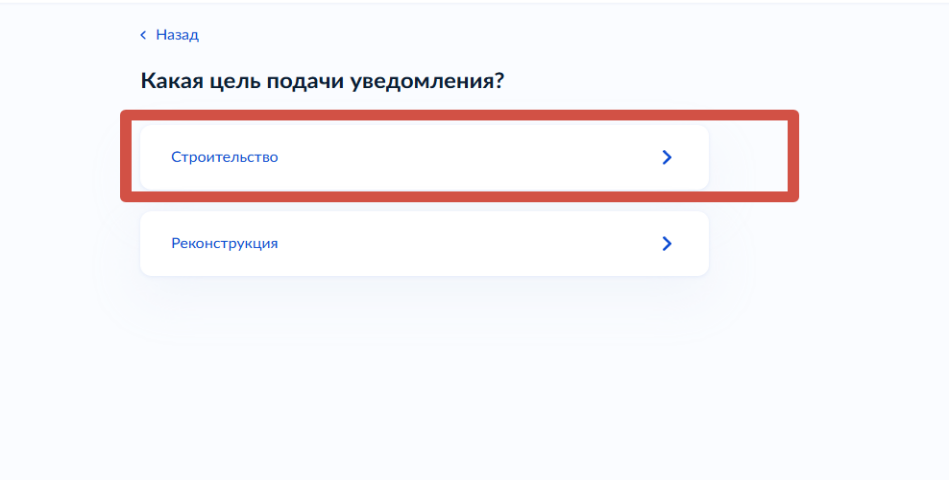 Назад
Какая цель подачи уведомления?
Строительство
Реконструкция